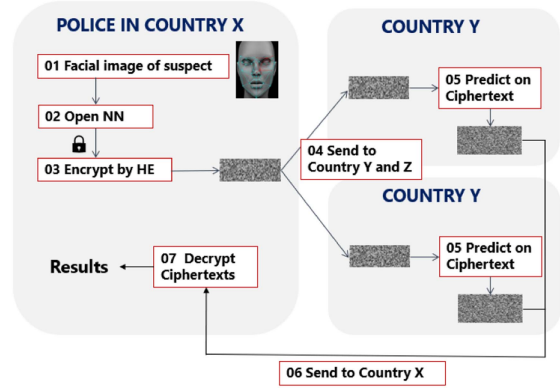 POLICE IN COUNTRY X
01 Facial image of suspect
02 Open NN
03 Encrypt by HE
04 Send to
Country Y and Z
COUNTRY Y
05 Predict on
Ciphertext
COUNTRY Y
05 Predict on
Ciphertext
06 Send to Country X
07 Decrypt
Ciphertexts
Results